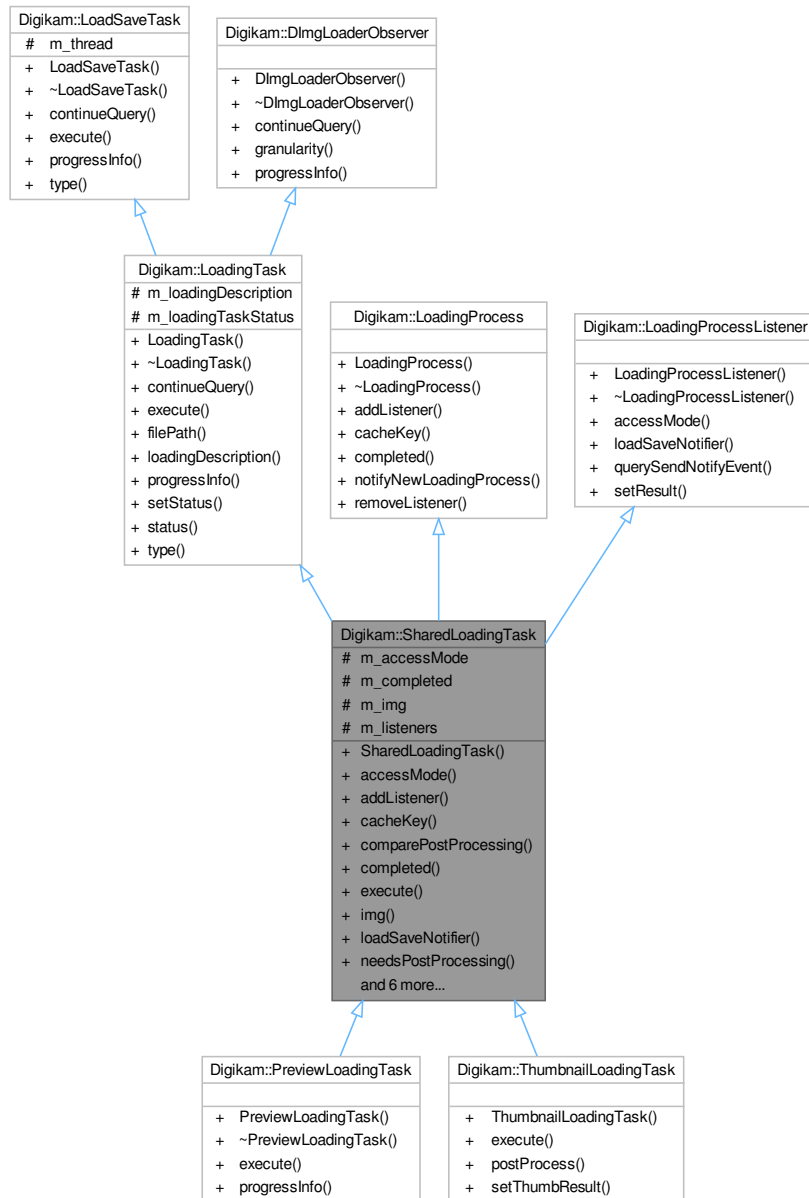 Digikam::LoadSaveTask
# m_thread
+ LoadSaveTask()
+ ~LoadSaveTask()
+ continueQuery()
+ execute()
+ progressInfo()
+ type()
Digikam::DImgLoaderObserver
+ DImgLoaderObserver()
+ ~DImgLoaderObserver()
+ continueQuery()
+ granularity()
+ progressInfo()
Digikam::LoadingTask
# m_loadingDescription
# m_loadingTaskStatus
+ LoadingTask()
+ ~LoadingTask()
+ continueQuery()
+ execute()
+ filePath()
+ loadingDescription()
+ progressInfo()
+ setStatus()
+ status()
+ type()
Digikam::LoadingProcess
+ LoadingProcess()
+ ~LoadingProcess()
+ addListener()
+ cacheKey()
+ completed()
+ notifyNewLoadingProcess()
+ removeListener()
Digikam::LoadingProcessListener
+ LoadingProcessListener()
+ ~LoadingProcessListener()
+ accessMode()
+ loadSaveNotifier()
+ querySendNotifyEvent()
+ setResult()
Digikam::SharedLoadingTask
# m_accessMode
# m_completed
# m_img
# m_listeners
+ SharedLoadingTask()
+ accessMode()
+ addListener()
+ cacheKey()
+ comparePostProcessing()
+ completed()
+ execute()
+ img()
+ loadSaveNotifier()
+ needsPostProcessing()
and 6 more...
Digikam::PreviewLoadingTask
+ PreviewLoadingTask()
+ ~PreviewLoadingTask()
+ execute()
+ progressInfo()
Digikam::ThumbnailLoadingTask
+ ThumbnailLoadingTask()
+ execute()
+ postProcess()
+ setThumbResult()